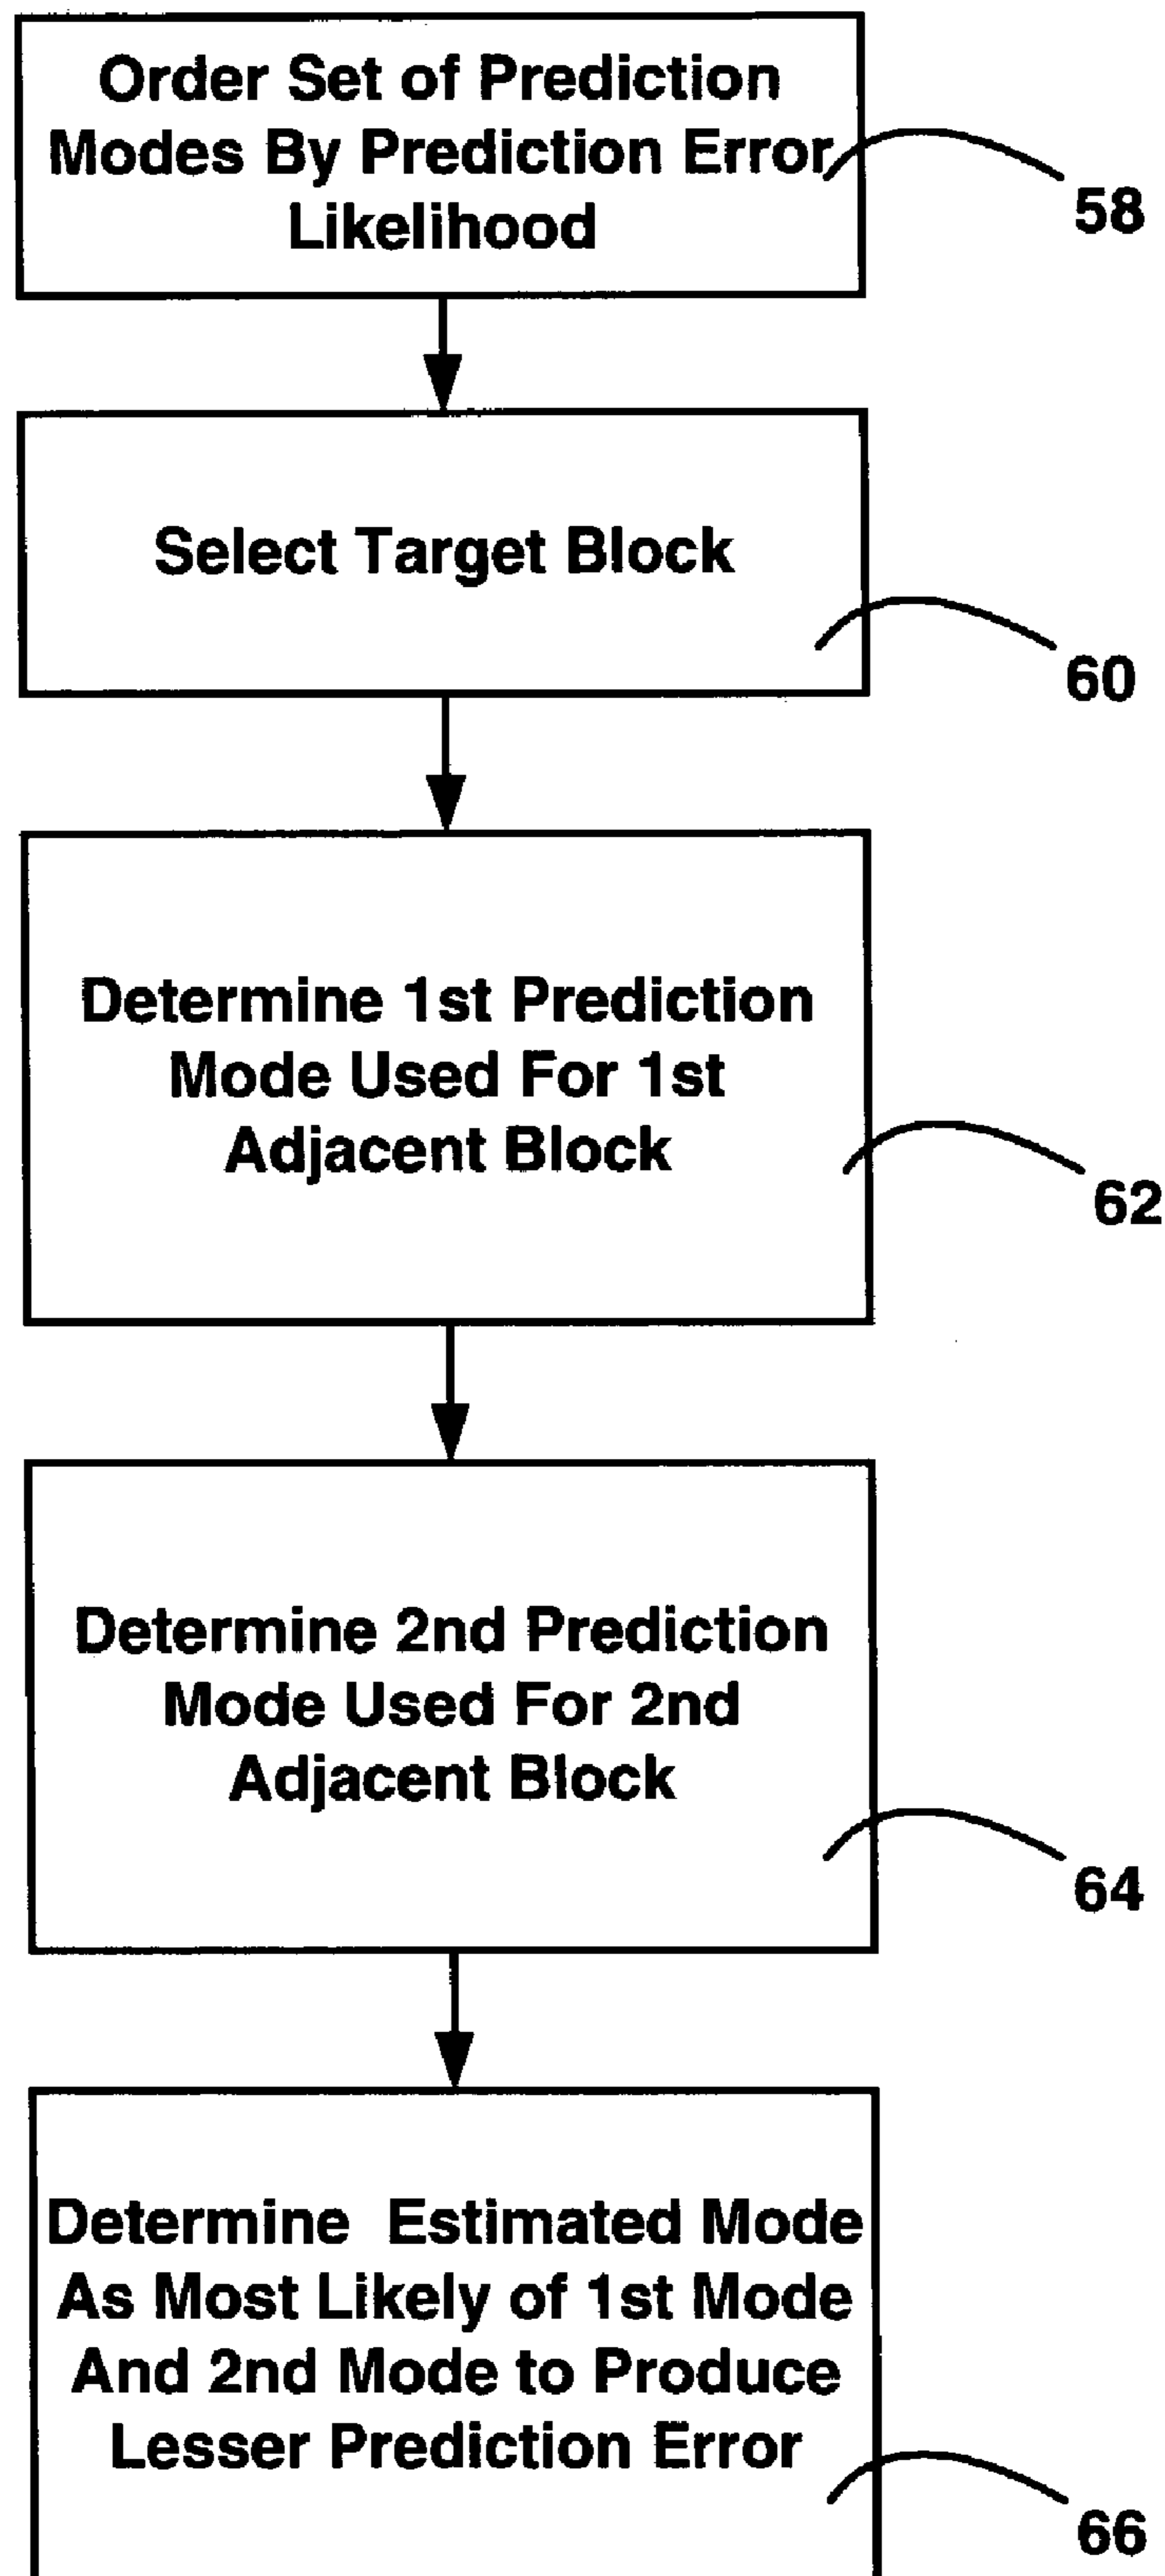 Order Set of Prediction
Modes By Prediction Error
Likelihood
58
Select Target Block
60
Determine 1st Prediction
Mode Used For 1st
Adjacent Block
62
Determine 2nd Prediction
Mode Used For 2nd
Adjacent Block
64
Determine Estimated Mode
As Most Likely of 1st Mode
And 2nd Mode to Produce
Lesser Prediction Error
66